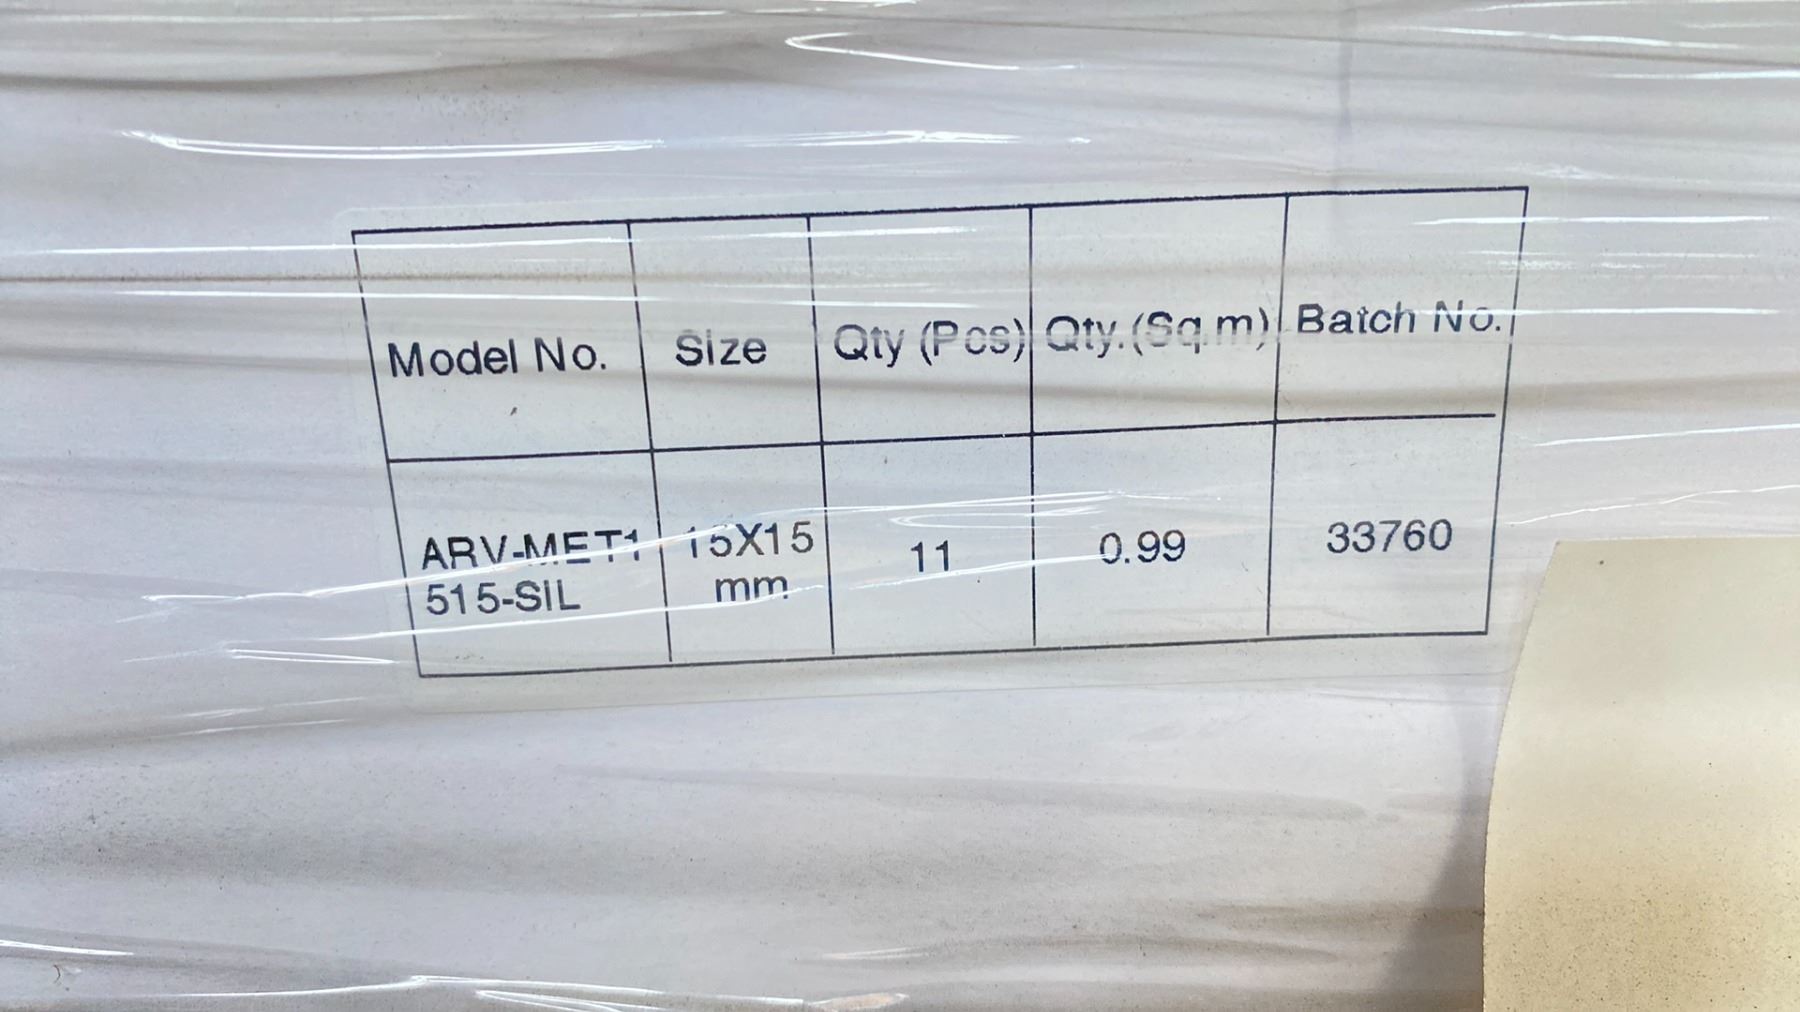 Model No. Size Qty (Pcs) Qty.(Sq.m) Batch No.
ARV-MET1 15X15 11 0.99 33760
515-SIL mm